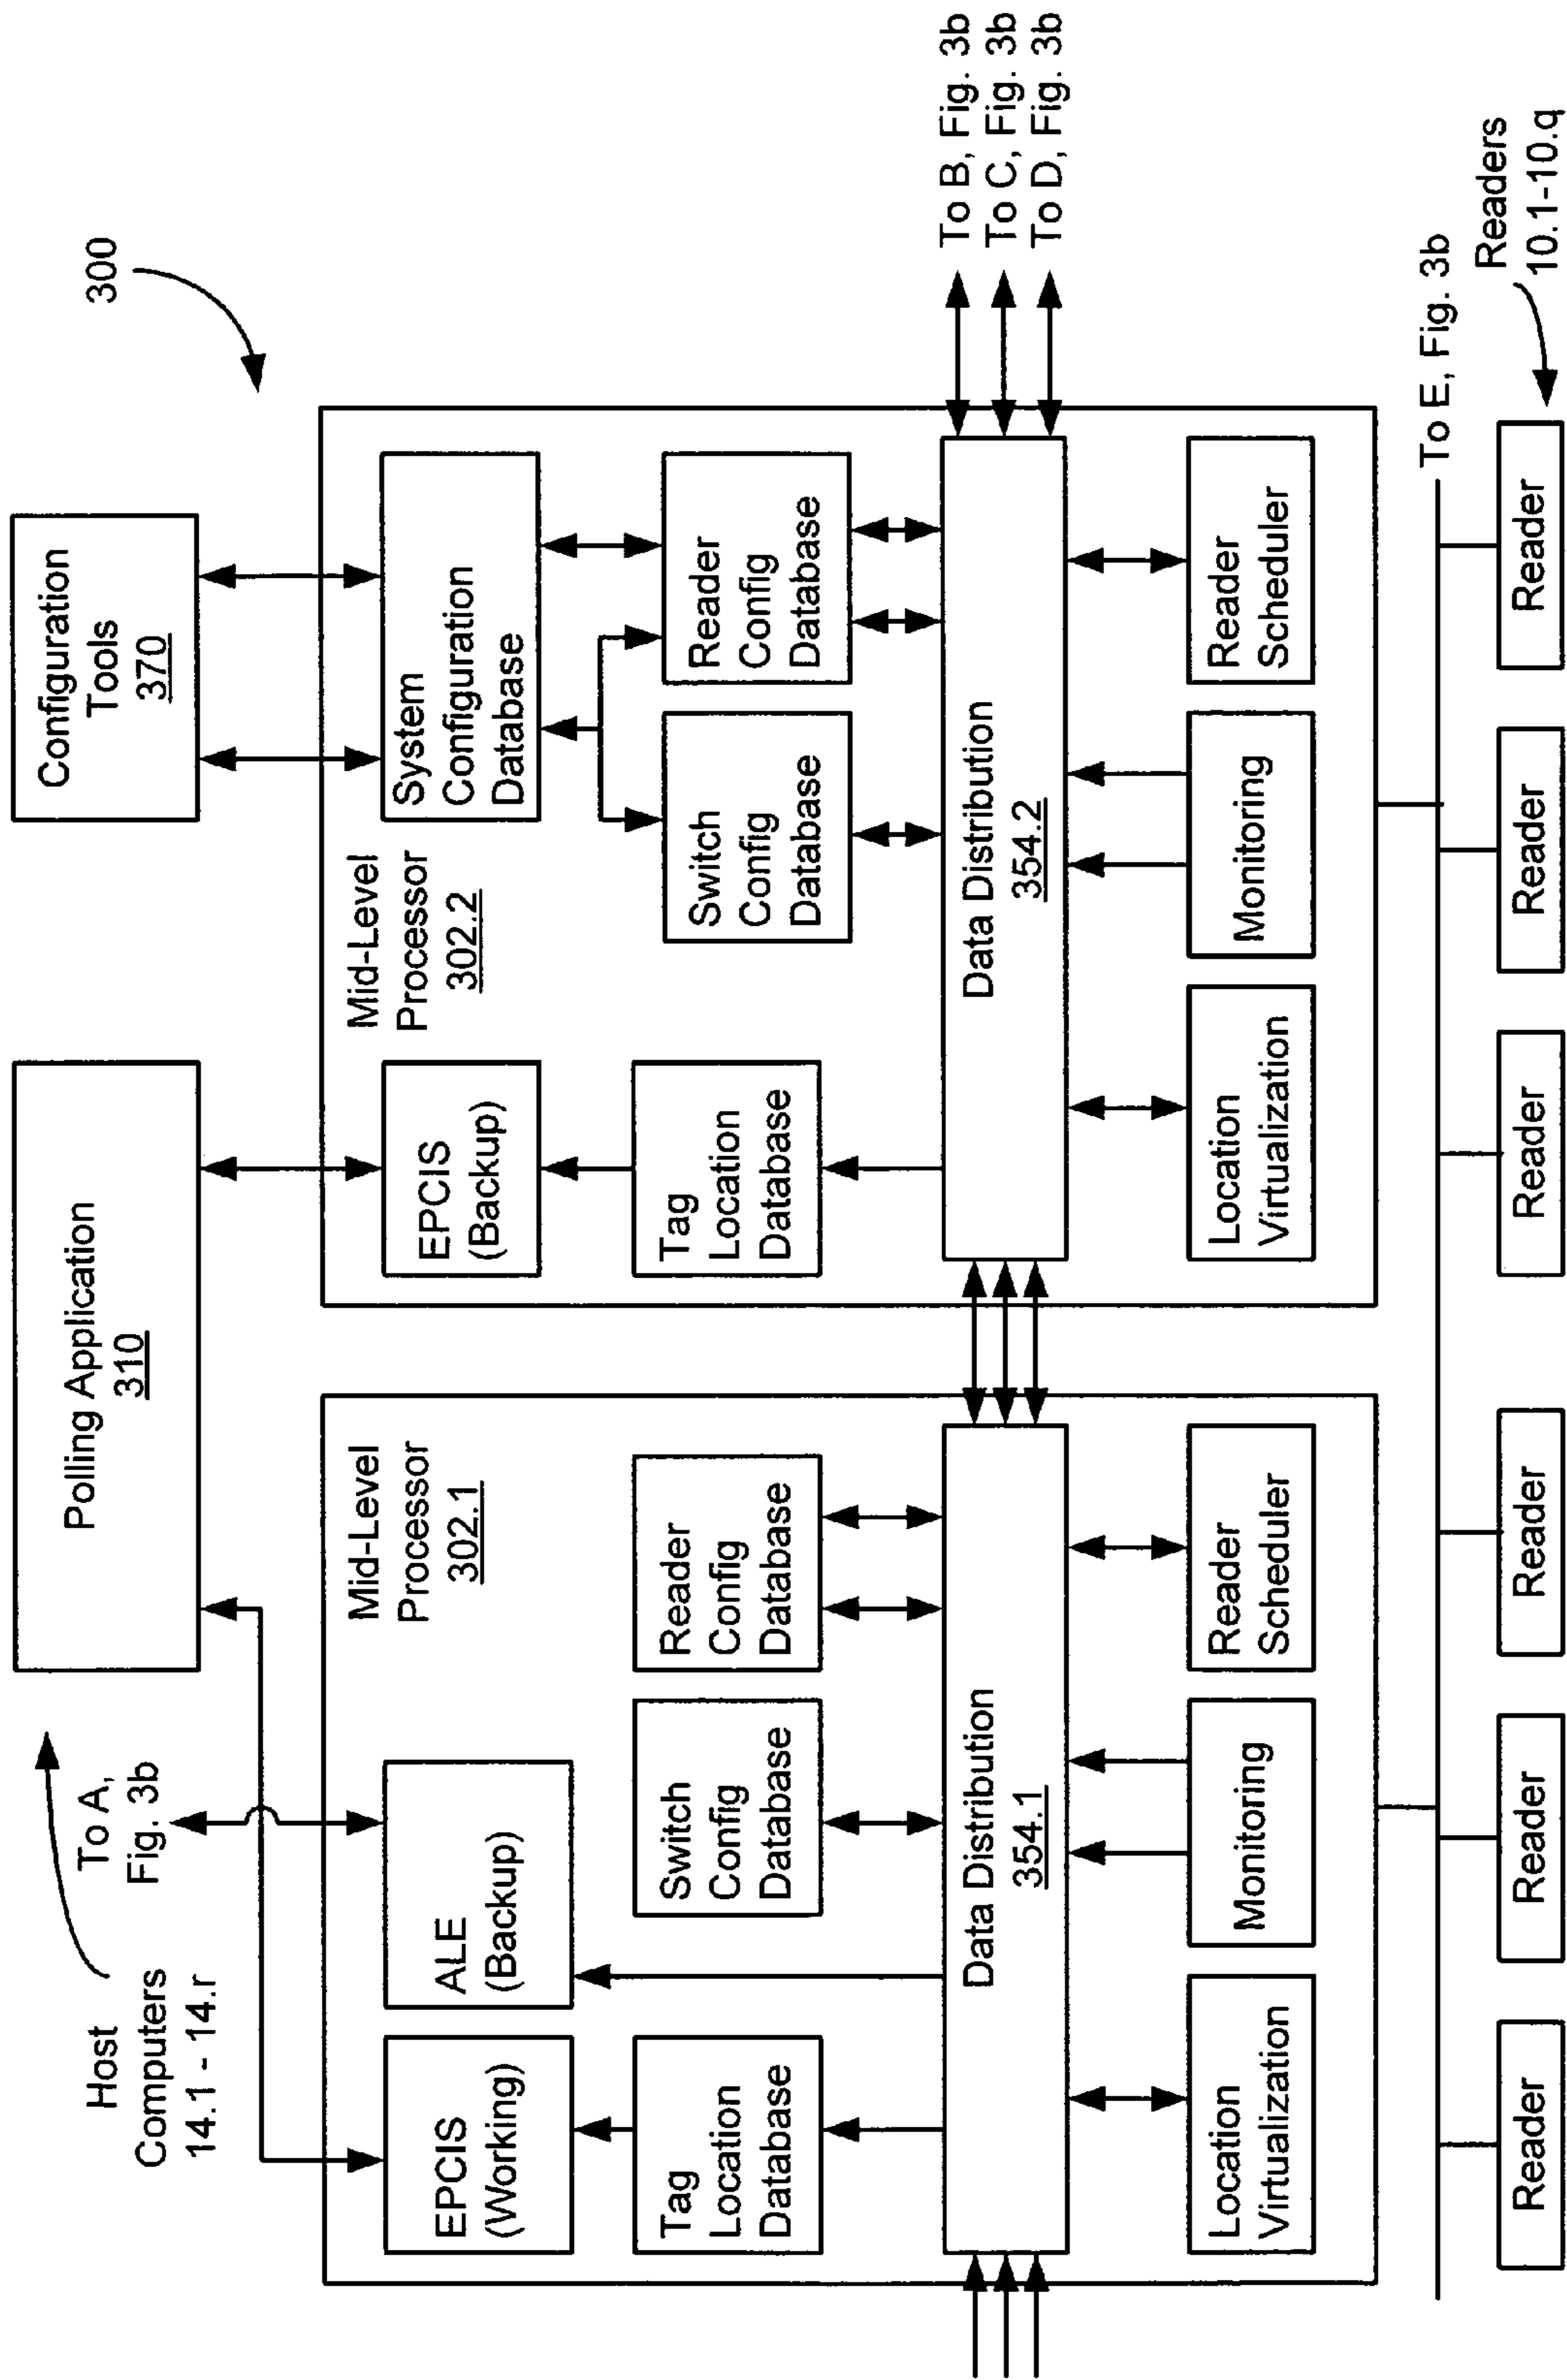 300
Host
Computers
14.1 - 14.r
To A,
Fig. 3b
Polling Application
310
Configuration
Tools
370
Mid-Level
Processor
302.1
EPCIS
(Working)
ALE
(Backup)
Tag
Location
Database
Switch
Config
Database
Reader
Config
Database
Data Distribution
354.1
Location
Virtualization
Monitoring
Reader
Scheduler
Mid-Level
Processor
302.2
EPCIS
(Backup)
System
Configuration
Database
Tag
Location
Database
Switch
Config
Database
Reader
Config
Database
Data Distribution
354.2
Location
Virtualization
Monitoring
Reader
Scheduler
To B, Fig. 3b
To C, Fig. 3b
To D, Fig. 3b
To E, Fig. 3b
Readers
10.1-10.q
Reader
Reader
Reader
Reader
Reader
Reader